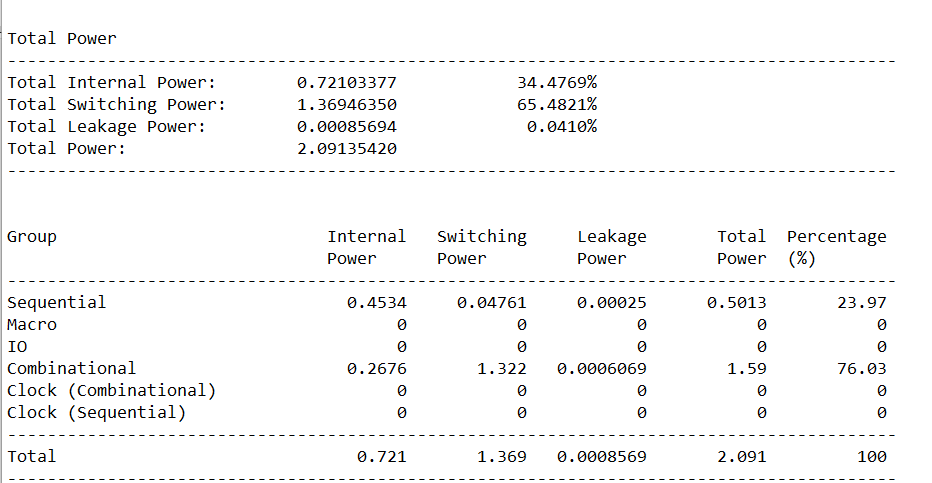 Total Power
-----------------------------------------------------------------------------------------
Total Internal Power:        0.72103377            34.4769%
Total Switching Power:       1.36946350            65.4821%
Total Leakage Power:         0.00085694             0.0410%
Total Power:                 2.09135420
-----------------------------------------------------------------------------------------
Group                           Internal   Switching     Leakage       Total  Percentage
                                Power      Power         Power         Power  (%)
-----------------------------------------------------------------------------------------
Sequential                        0.4534     0.04761     0.00025      0.5013       23.97
Macro                                  0           0           0           0           0
IO                                     0           0           0           0           0
Combinational                     0.2676       1.322   0.0006069        1.59       76.03
Clock (Combinational)                  0           0           0           0           0
Clock (Sequential)                     0           0           0           0           0
-----------------------------------------------------------------------------------------
Total                              0.721       1.369   0.0008569       2.091         100
-----------------------------------------------------------------------------------------